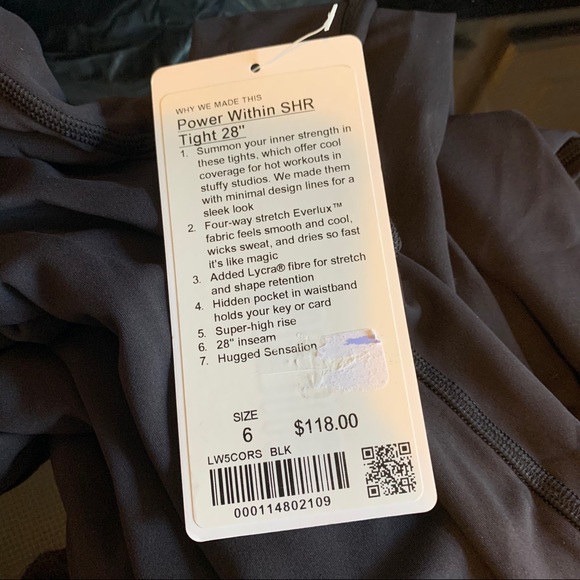 WHY WE MADE THIS
Power Within SHR
Tight 28"
1. Summon your inner strength in
these tights, which offer cool
coverage for hot workouts in
stuffy studios. We made them
with minimal design lines for a
sleek look
2. Four-way stretch Everlux™
fabric feels smooth and cool,
wicks sweat, and dries so fast
it's like magic
3. Added Lycra® fibre for stretch
and shape retention
4. Hidden pocket in waistband
holds your key or card
5. Super-high rise
6. 28" inseam
7. Hugged Sensation
SIZE
6 $118.00
LW5CORS BLK
000114802109